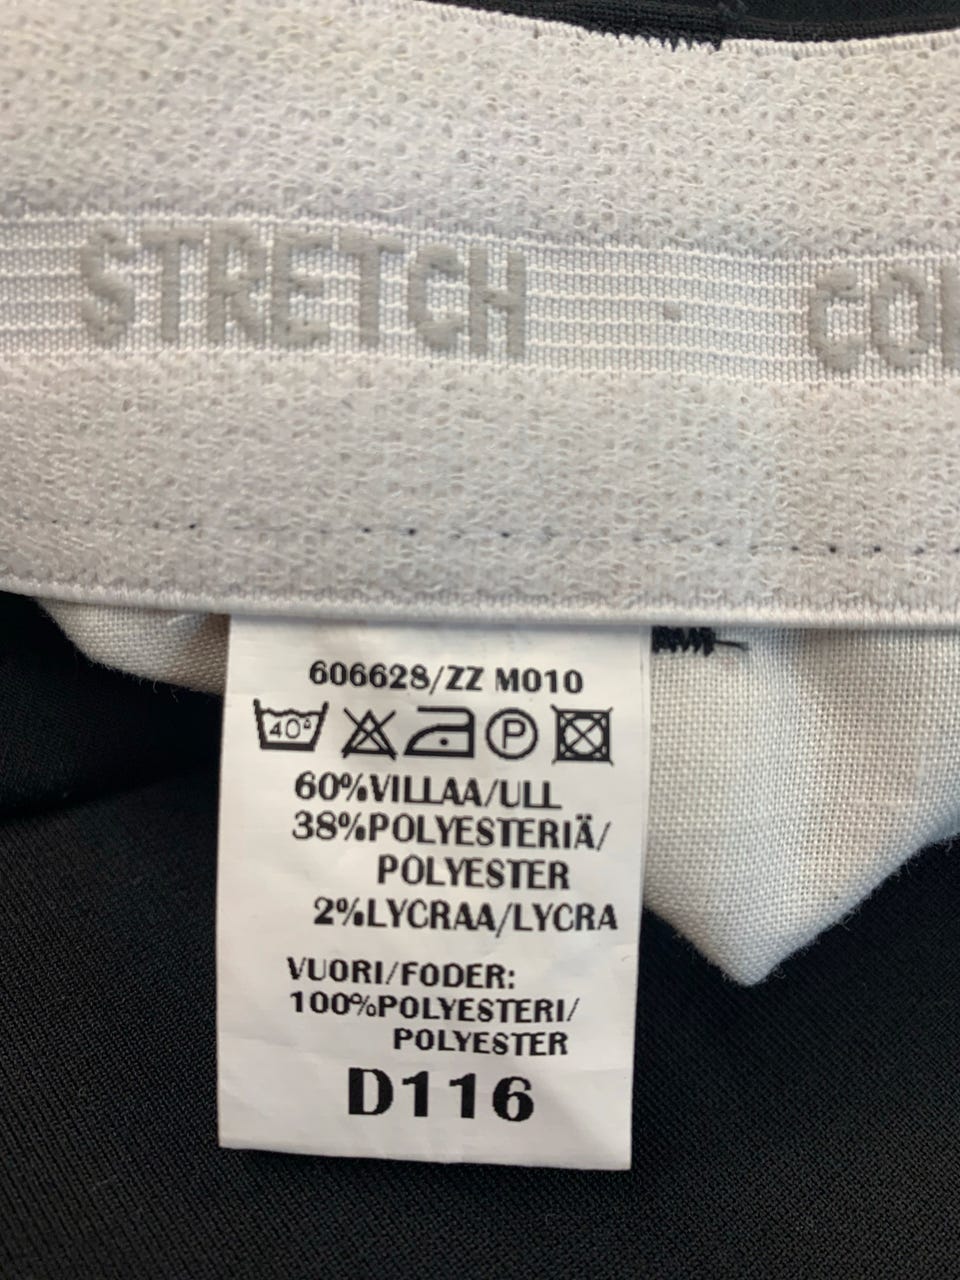 STRETCH
606628/ZZ M010
40°
P
60%VILLAA/ULL
38%POLYESTERIÄ/
POLYESTER
2%LYCRAA/LYCRA
VUORI/FODER:
100%POLYESTERI/
POLYESTER
D116